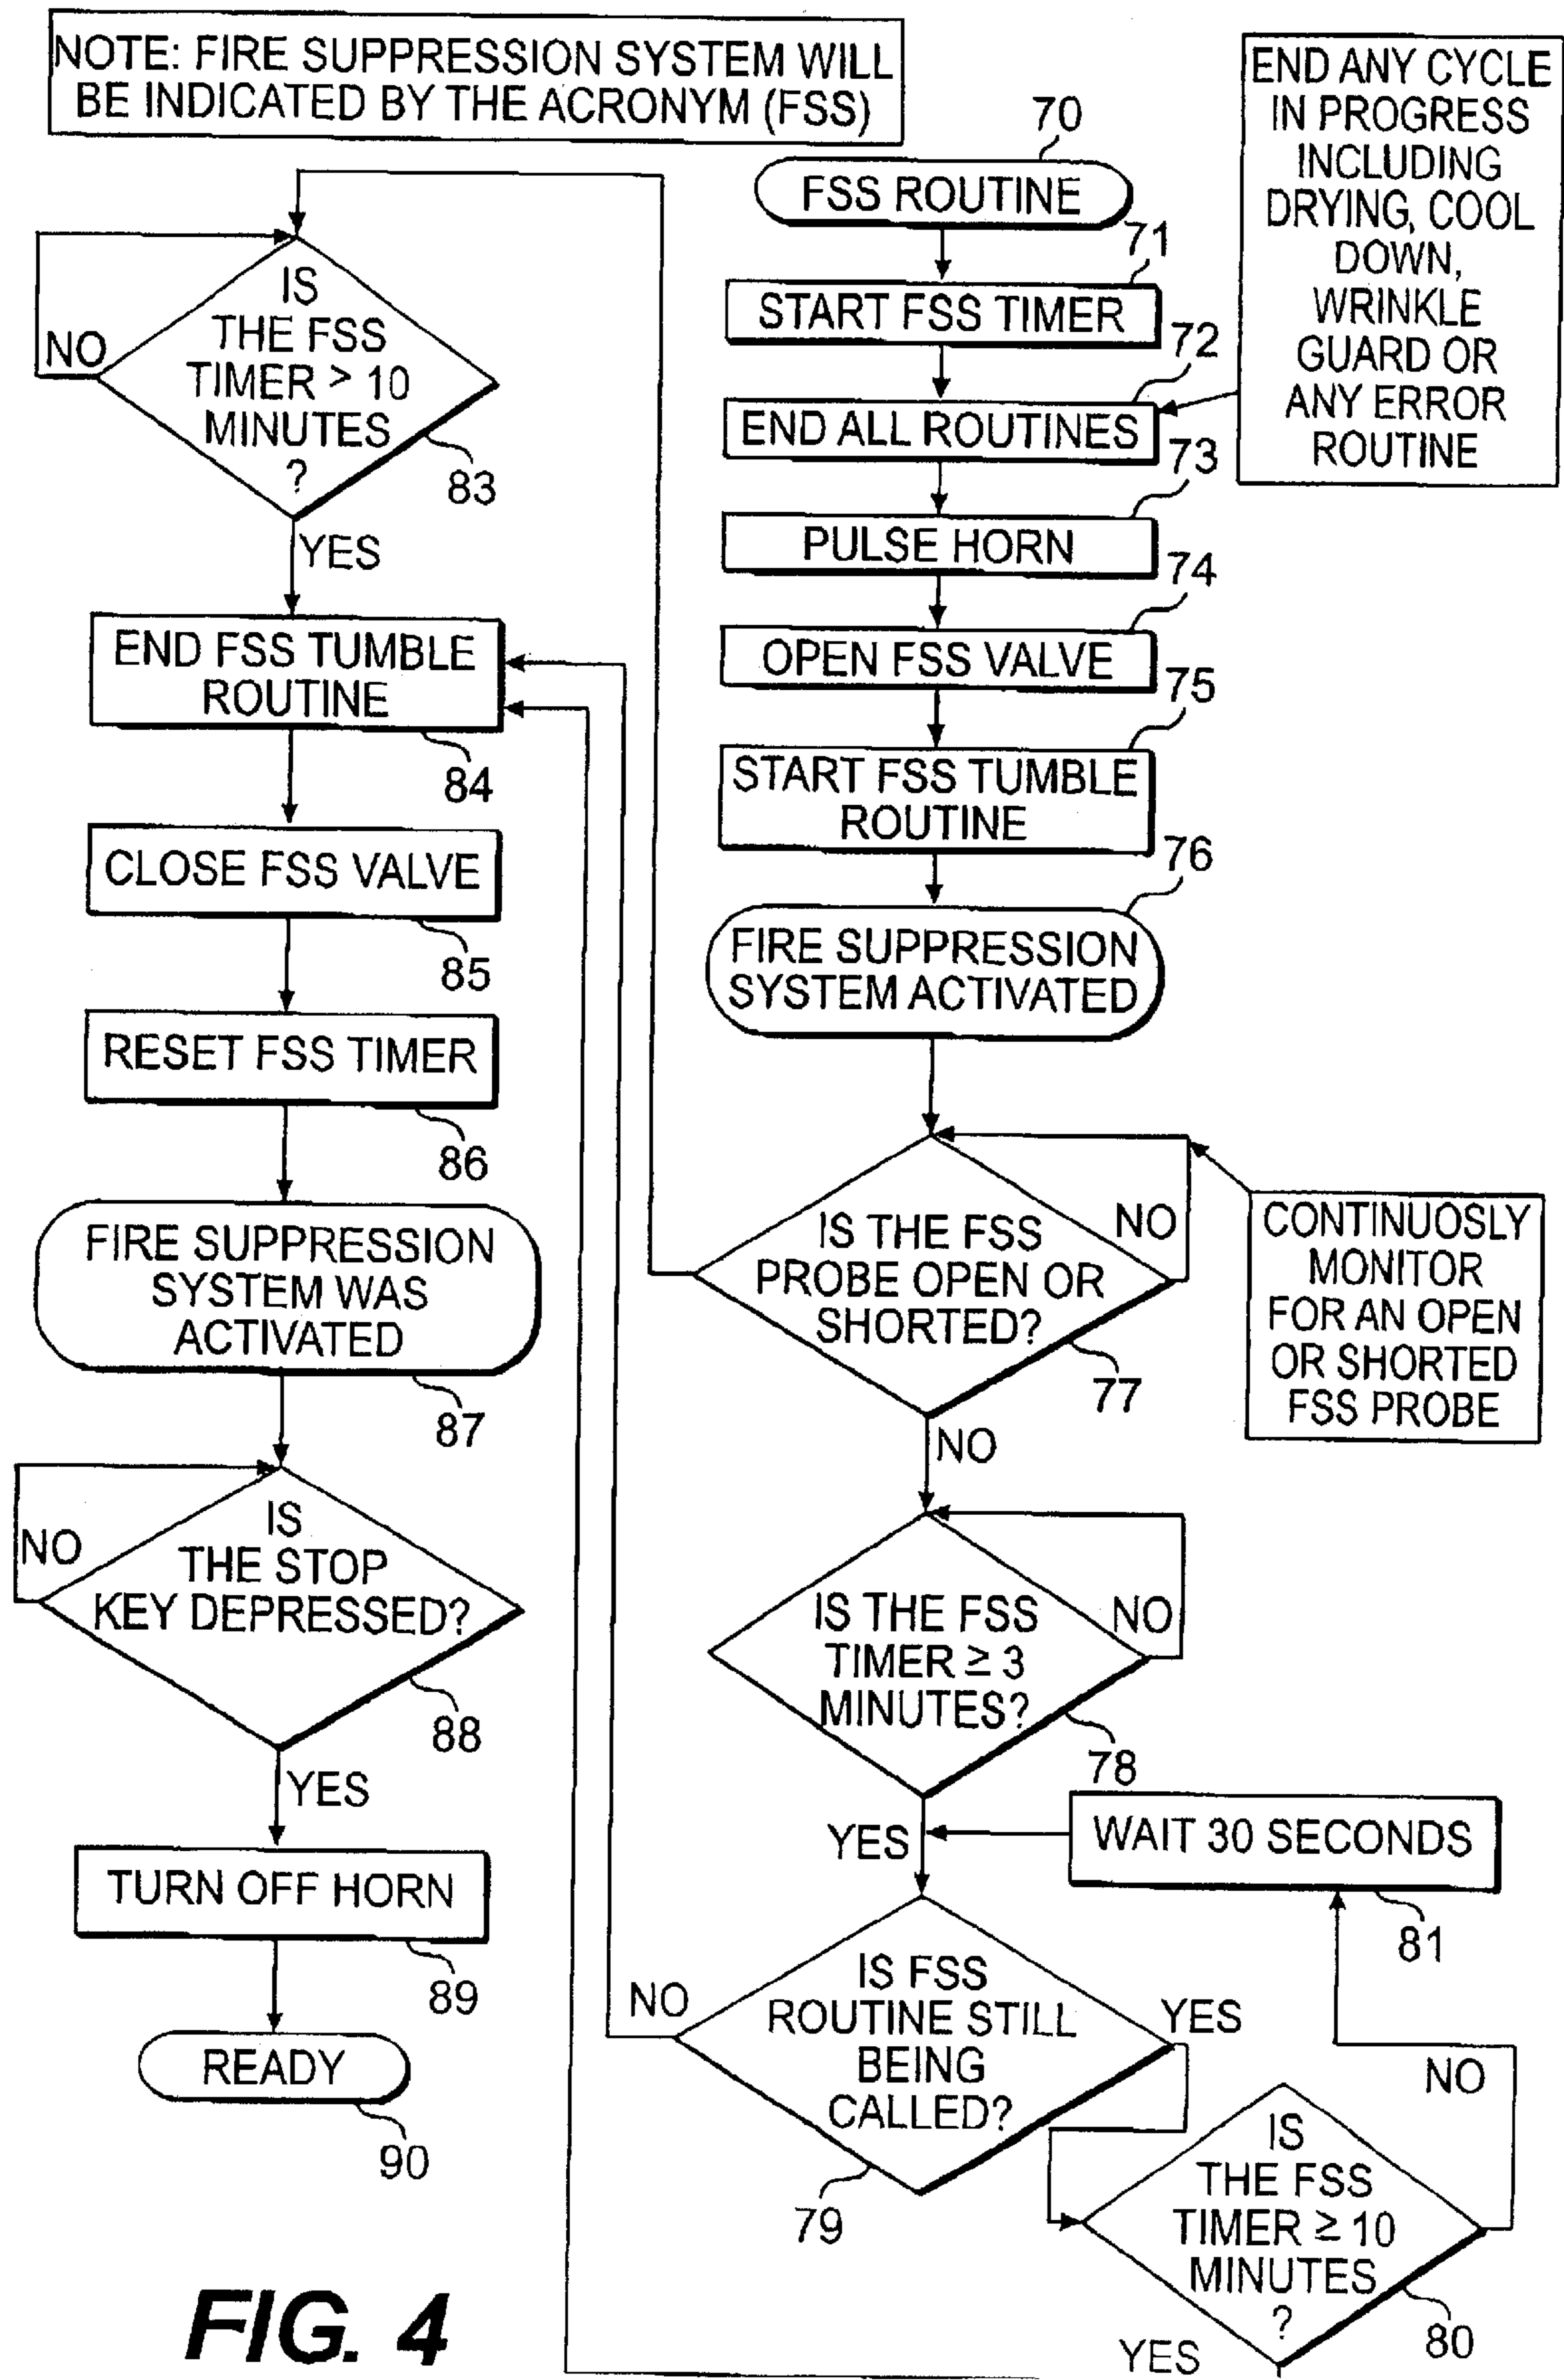 NOTE: FIRE SUPPRESSION SYSTEM WILL
BE INDICATED BY THE ACRONYM (FSS)
END ANY CYCLE
IN PROGRESS
INCLUDING
DRYING, COOL
DOWN,
WRINKLE
GUARD OR
ANY ERROR
ROUTINE
70
FSS ROUTINE
71
START FSS TIMER
72
END ALL ROUTINES
73
PULSE HORN
74
OPEN FSS VALVE
75
START FSS TUMBLE
ROUTINE
76
FIRE SUPPRESSION
SYSTEM ACTIVATED
IS THE FSS
PROBE OPEN OR
SHORTED?
NO
77
NO
CONTINUOSLY
MONITOR
FOR AN OPEN
OR SHORTED
FSS PROBE
IS THE FSS
TIMER ≥ 3
MINUTES?
NO
78
YES
WAIT 30 SECONDS
81
IS FSS
ROUTINE STILL
BEING
CALLED?
NO
YES
79
IS
THE FSS
TIMER ≥ 10
MINUTES
?
NO
80
YES
IS
THE FSS
TIMER > 10
MINUTES
?
NO
83
YES
END FSS TUMBLE
ROUTINE
84
CLOSE FSS VALVE
85
RESET FSS TIMER
86
FIRE SUPPRESSION
SYSTEM WAS
ACTIVATED
87
IS
THE STOP
KEY DEPRESSED?
NO
88
YES
TURN OFF HORN
89
READY
90
FIG. 4